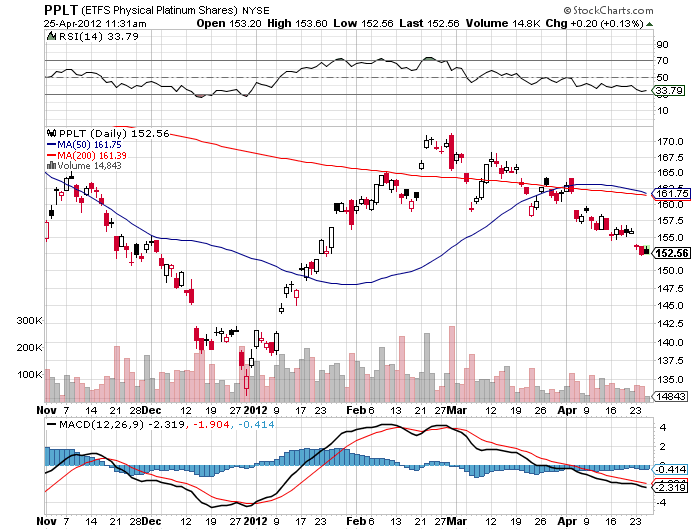 PPLT (ETFS Physical Platinum Shares) NYSE © StockCharts.com
25-Apr-2012 11:31am Open 153.20 High 153.60 Low 152.56 Last 152.56 Volume 14.8K Chg +0.20 (+0.13%)
RSI(14) 33.79
90
70
50
33.79
30
10
PPLT (Daily) 152.56
MA(50) 161.75
MA(200) 161.39
Volume 14,843
170.0
167.5
165.0
162.5
161.75
160.0
157.5
155.0
152.56
150.0
147.5
145.0
142.5
140.0
137.5
135.0
300K
200K
100K
14843
Nov 7 14 21 28 Dec 12 19 27 2012 9 17 23 Feb 6 13 21 27 Mar 12 19 26 Apr 9 16 23
MACD(12,26,9) -2.319, -1.904, -0.414
4
2
-0.414
-2.319
-4
Nov 7 14 21 28 Dec 12 19 27 2012 9 17 23 Feb 6 13 21 27 Mar 12 19 26 Apr 9 16 23